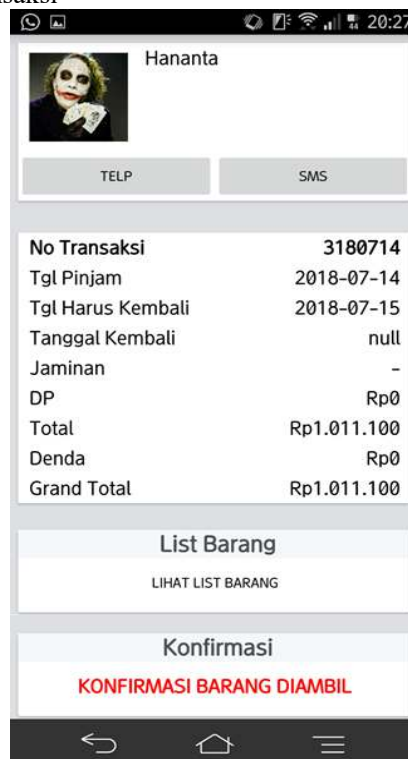 20:27
Hananta
TELP SMS
No Transaksi 3180714
Tgl Pinjam 2018-07-14
Tgl Harus Kembali 2018-07-15
Tanggal Kembali null
Jaminan -
DP Rp0
Total Rp1.011.100
Denda Rp0
Grand Total Rp1.011.100
List Barang
LIHAT LIST BARANG
Konfirmasi
KONFIRMASI BARANG DIAMBIL